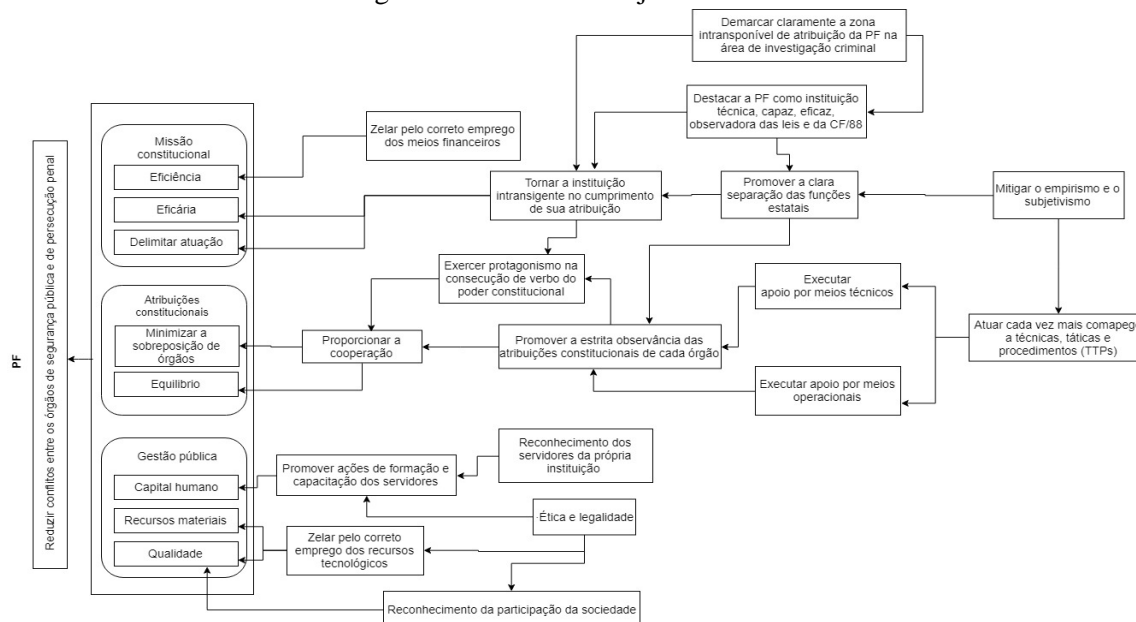 Demarcar claramente a zona
intransponível de atribuição da PF na
área de investigação criminal
Destacar a PF como instituição
técnica, capaz, eficaz,
observadora das leis e da CF/88
Zelar pelo correto emprego
dos meios financeiros
Missão
constitucional
Eficiência
Eficária
Delimitar atuação
Tornar a instituição
intransigente no cumprimento
de sua atribuição
Promover a clara
separação das funções
estatais
Mitigar o empirismo e o
subjetivismo
Exercer protagonismo na
consecução de verbo do
poder constitucional
Executar
apoio por meios técnicos
Atribuições
constitucionais
Minimizar a
sobreposição de
órgãos
Equilibrio
Proporcionar a
cooperação
Promover a estrita observância das
atribuições constitucionais de cada órgão
Atuar cada vez mais comapego
a técnicas, táticas e
procedimentos (TTPs)
Executar apoio por meios
operacionais
PF
Reduzir conflitos entre os órgãos de segurança pública e de persecução penal
Gestão pública
Capital humano
Recursos materiais
Qualidade
Promover ações de formação e
capacitação dos servidores
Reconhecimento dos
servidores da própria
instituição
Ética e legalidade
Zelar pelo correto
emprego dos recursos
tecnológicos
Reconhecimento da participação da sociedade